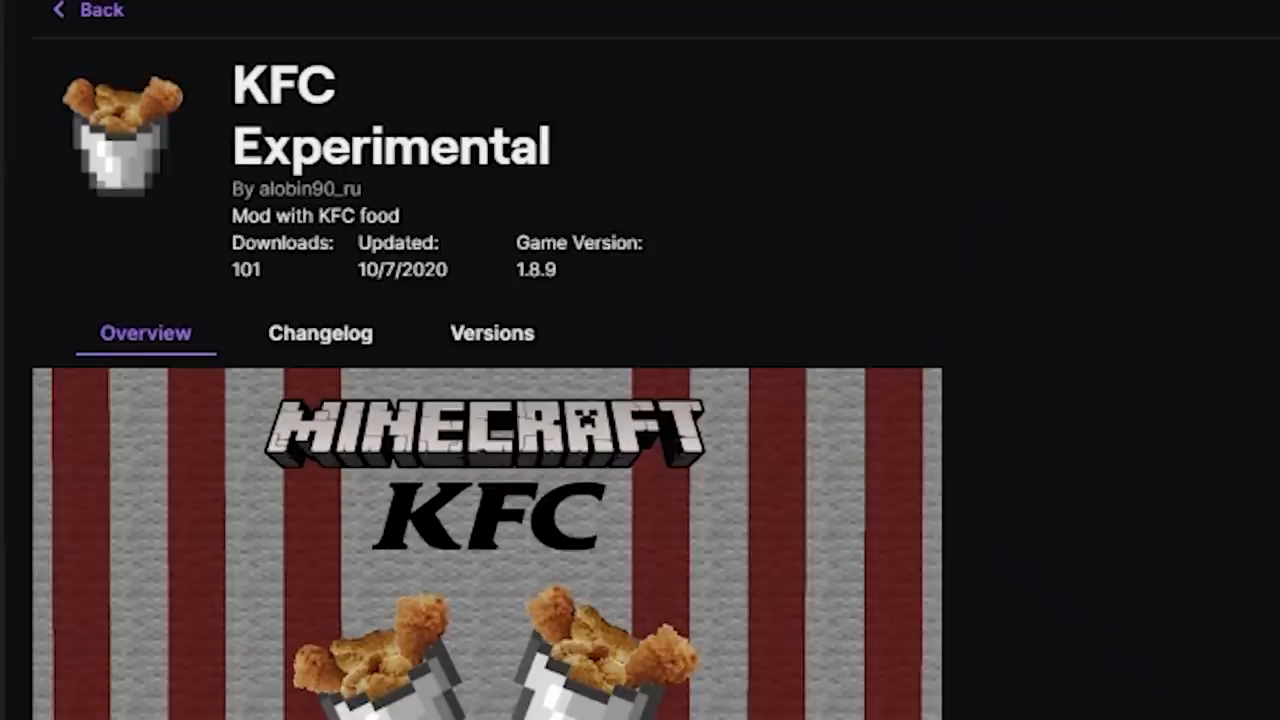 Back
KFC
Experimental
By alobin90_ru
Mod with KFC food
Downloads: Updated: Game Version:
101 10/7/2020 1.8.9
Overview Changelog Versions
MINECRAFT
KFC